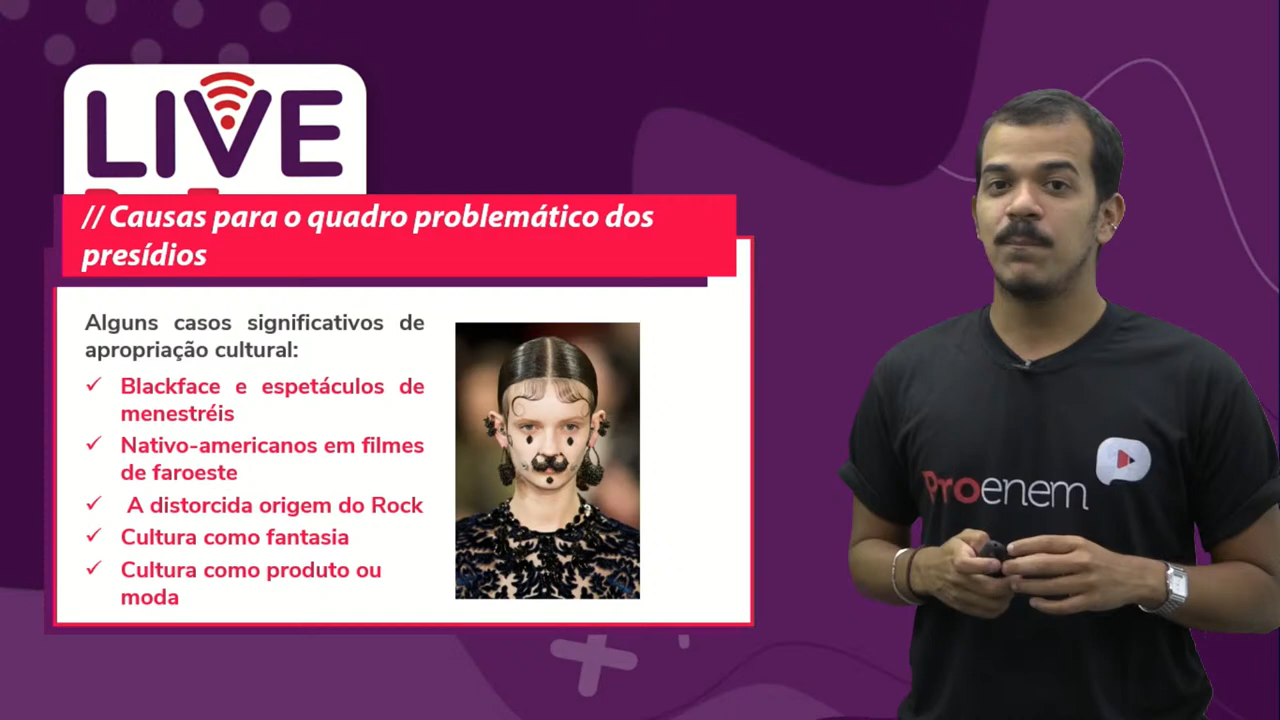 LIVE
// Causas para o quadro problemático dos
presídios
Alguns casos significativos de
apropriação cultural:
✓ Blackface e espetáculos de
menestréis
✓ Nativo-americanos em filmes
de faroeste
✓ A distorcida origem do Rock
✓ Cultura como fantasia
✓ Cultura como produto ou
moda
Proenem